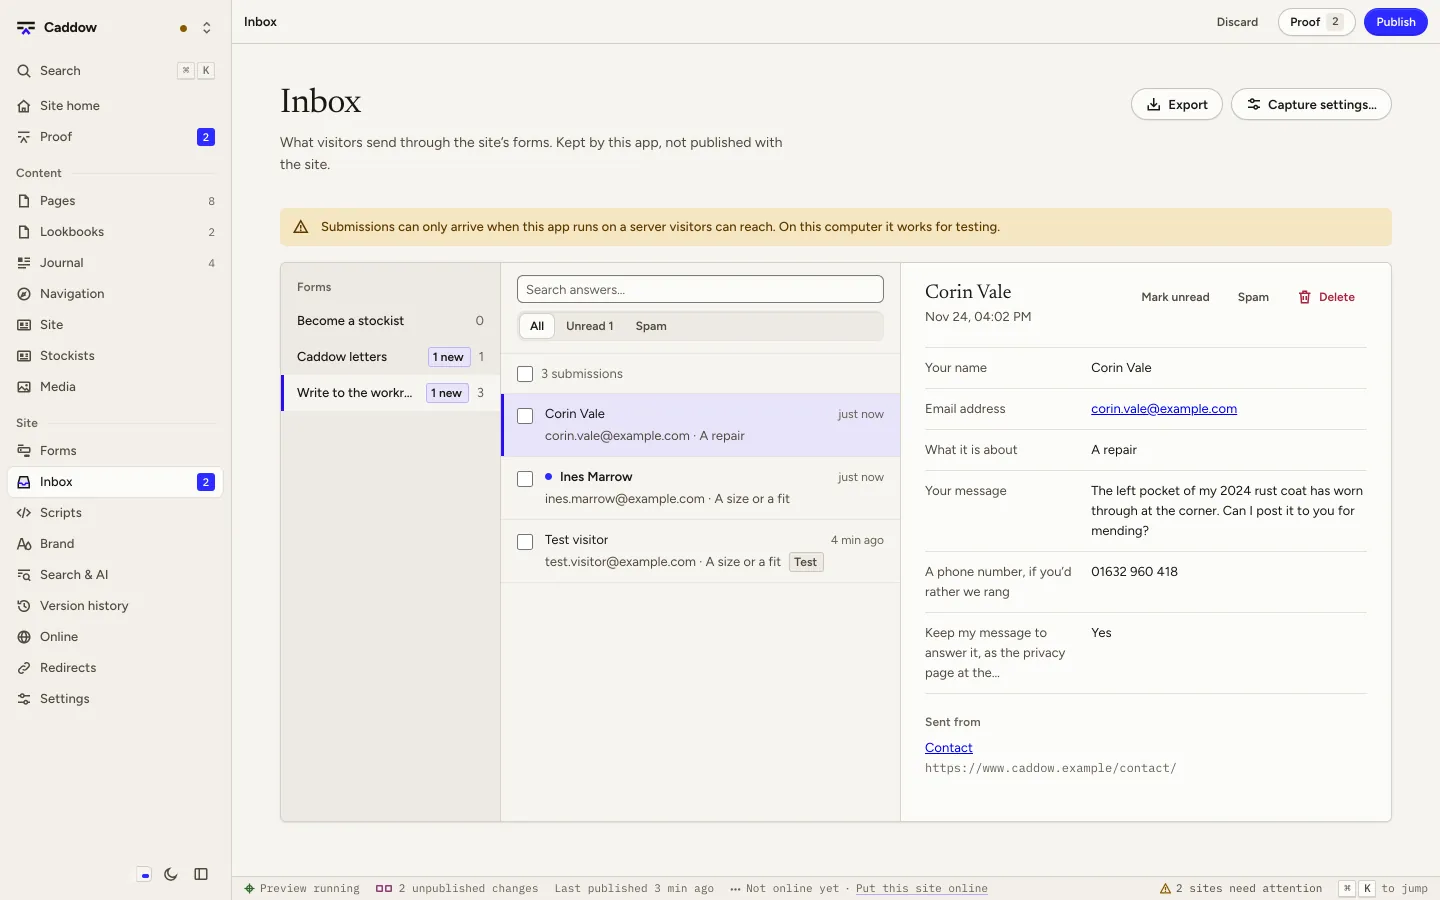 Caddow
Search
⌘ K
Site home
Proof
2
Content
Pages
8
Lookbooks
2
Journal
4
Navigation
Site
Stockists
Media
Site
Forms
Inbox
2
Scripts
Brand
Search & AI
Version history
Online
Redirects
Settings
Inbox
Discard
Proof 2
Publish
Inbox
What visitors send through the site's forms. Kept by this app, not published with
the site.
Export
Capture settings...
Submissions can only arrive when this app runs on a server visitors can reach. On this computer it works for testing.
Forms
Become a stockist
0
Caddow letters
1 new
1
Write to the workr...
1 new
3
Search answers...
All
Unread 1
Spam
3 submissions
Corin Vale
just now
corin.vale@example.com · A repair
Ines Marrow
just now
ines.marrow@example.com · A size or a fit
Test visitor
4 min ago
test.visitor@example.com · A size or a fit
Test
Corin Vale
Nov 24, 04:02 PM
Mark unread
Spam
Delete
Your name
Corin Vale
Email address
corin.vale@example.com
What it is about
A repair
Your message
The left pocket of my 2024 rust coat has worn
through at the corner. Can I post it to you for
mending?
A phone number, if you'd
rather we rang
01632 960 418
Keep my message to
answer it, as the privacy
page at the...
Yes
Sent from
Contact
https://www.caddow.example/contact/
Preview running
2 unpublished changes
Last published 3 min ago
Not online yet · Put this site online
2 sites need attention
⌘ K to jump